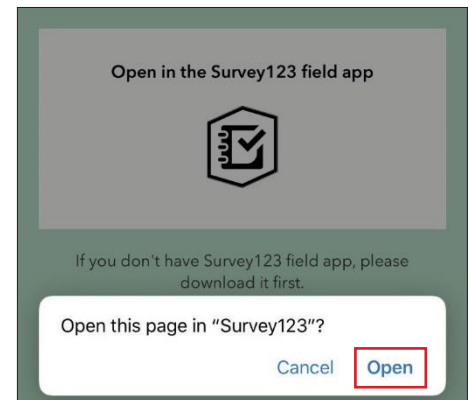 Open in the Survey123 field app
If you don't have Survey123 field app, please
download it first.
Open this page in “Survey123”?
Cancel Open